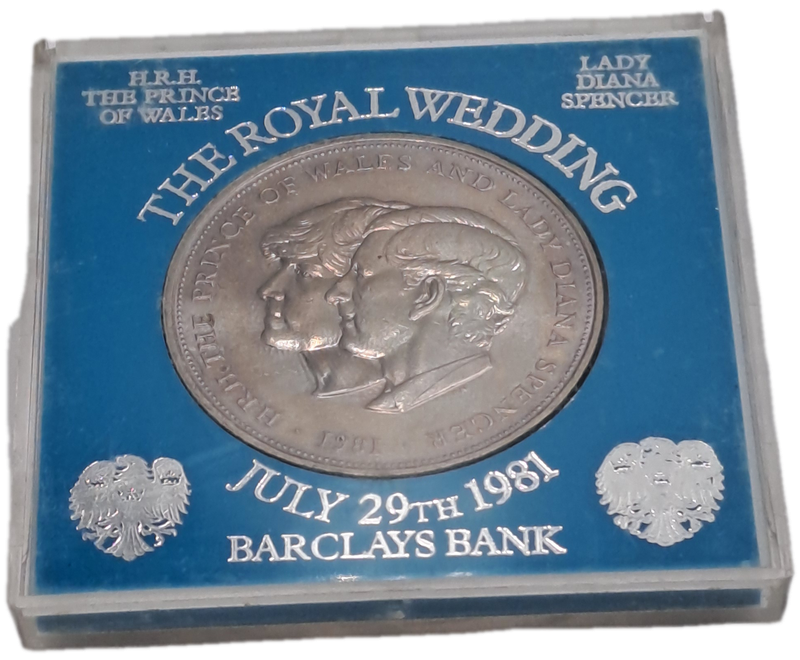 H.R.H.
THE PRINCE
OF WALES
LADY
DIANA
SPENCER
THE ROYAL WEDDING
H.R.H. THE PRINCE OF WALES AND LADY DIANA SPENCER
· 1981 ·
JULY 29TH 1981
BARCLAYS BANK